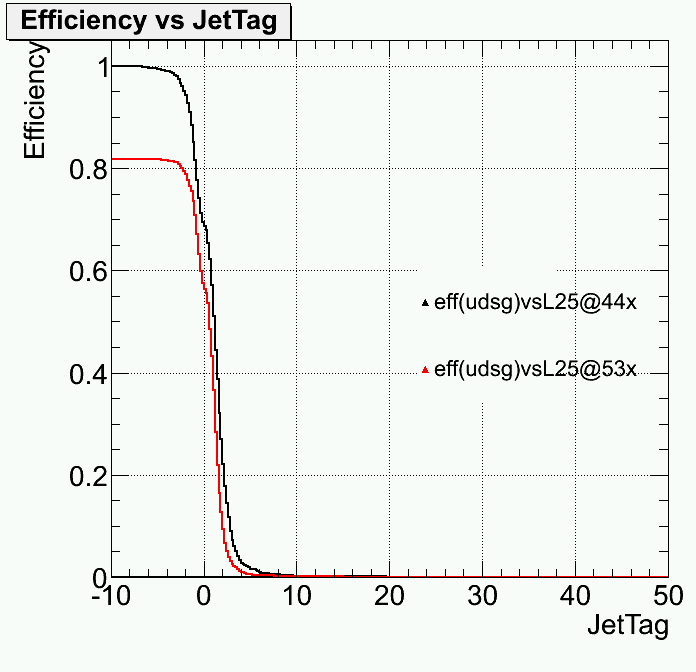 Efficiency vs JetTag
Efficiency
1
0.8
0.6
eff(udsg)vsL25@44x
eff(udsg)vsL25@53x
0.4
0.2
0
-10 0 10 20 30 40 50
JetTag